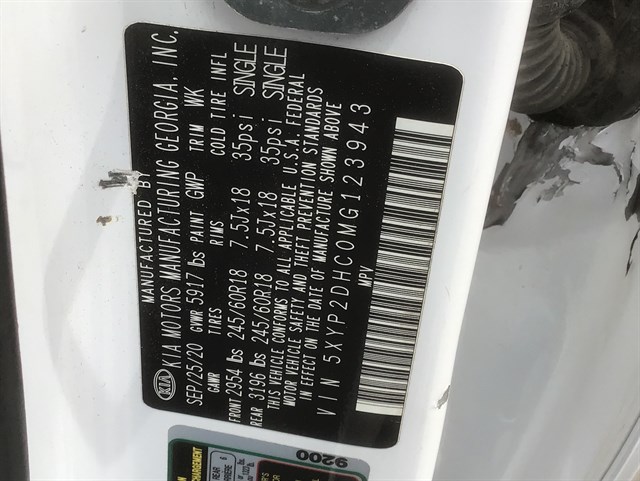 MANUFACTURED BY
KIA KIA MOTORS MANUFACTURING GEORGIA, INC.
SEP/25/20 GVWR 5917 lbs PAINT GWP TRIM WK
GAWR TIRES RIMS COLD TIRE INFL
FRONT 2954 lbs 245/60R18 7.5Jx18 35psi SINGLE
REAR 3196 lbs 245/60R18 7.5Jx18 35psi SINGLE
THIS VEHICLE CONFORMS TO ALL APPLICABLE U.S.A. FEDERAL
MOTOR VEHICLE SAFETY AND THEFT PREVENTION STANDARDS
IN EFFECT ON THE DATE OF MANUFACTURE SHOWN ABOVE
VIN 5XYP2DHC0MG123943
MPV
9200
REAR